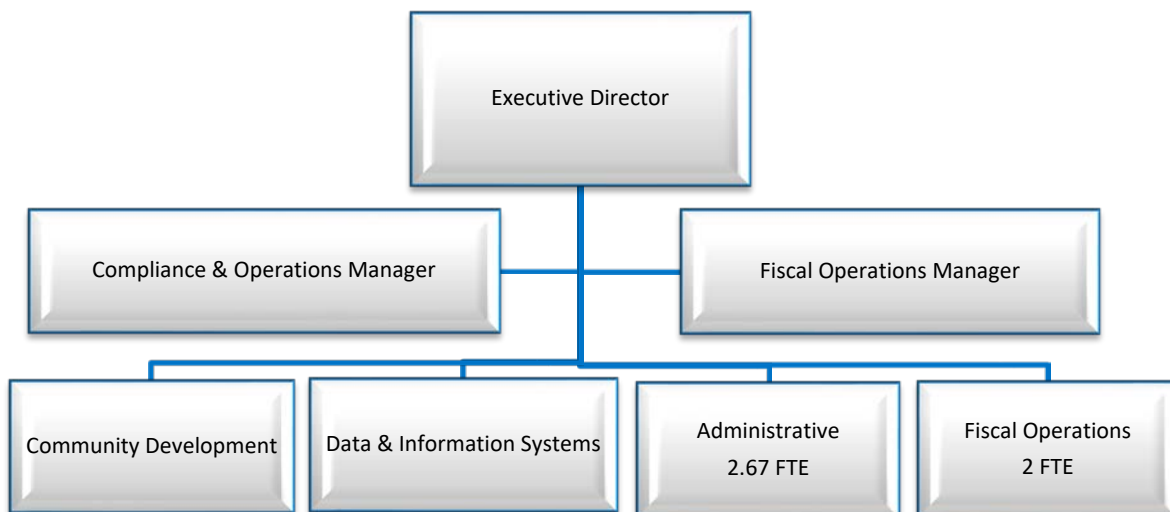 Executive Director
Compliance & Operations Manager
Fiscal Operations Manager
Community Development
Data & Information Systems
Administrative
2.67 FTE
Fiscal Operations
2 FTE